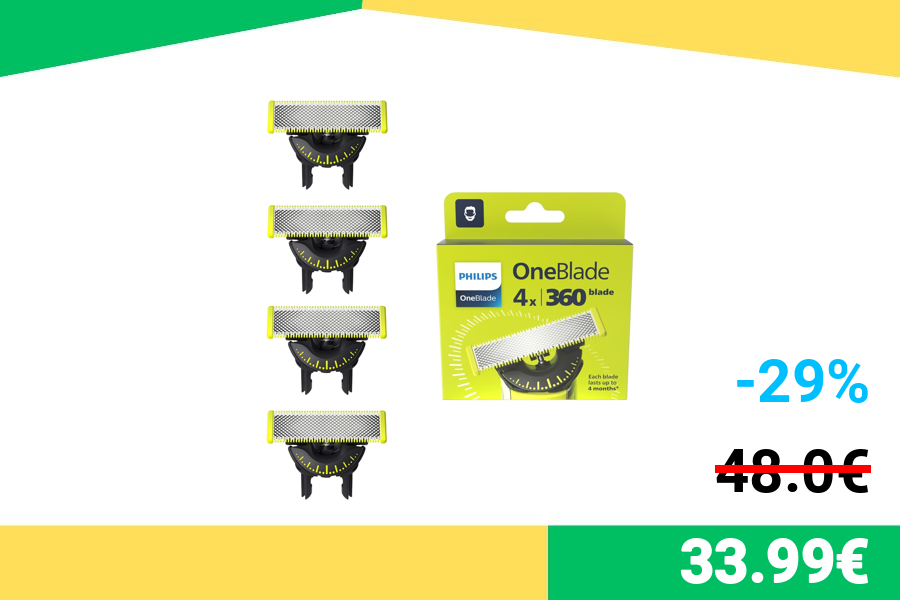 PHILIPS
OneBlade
OneBlade
4x 360 blade
Each blade
lasts up to
4 months*
-29%
48.0€
33.99€